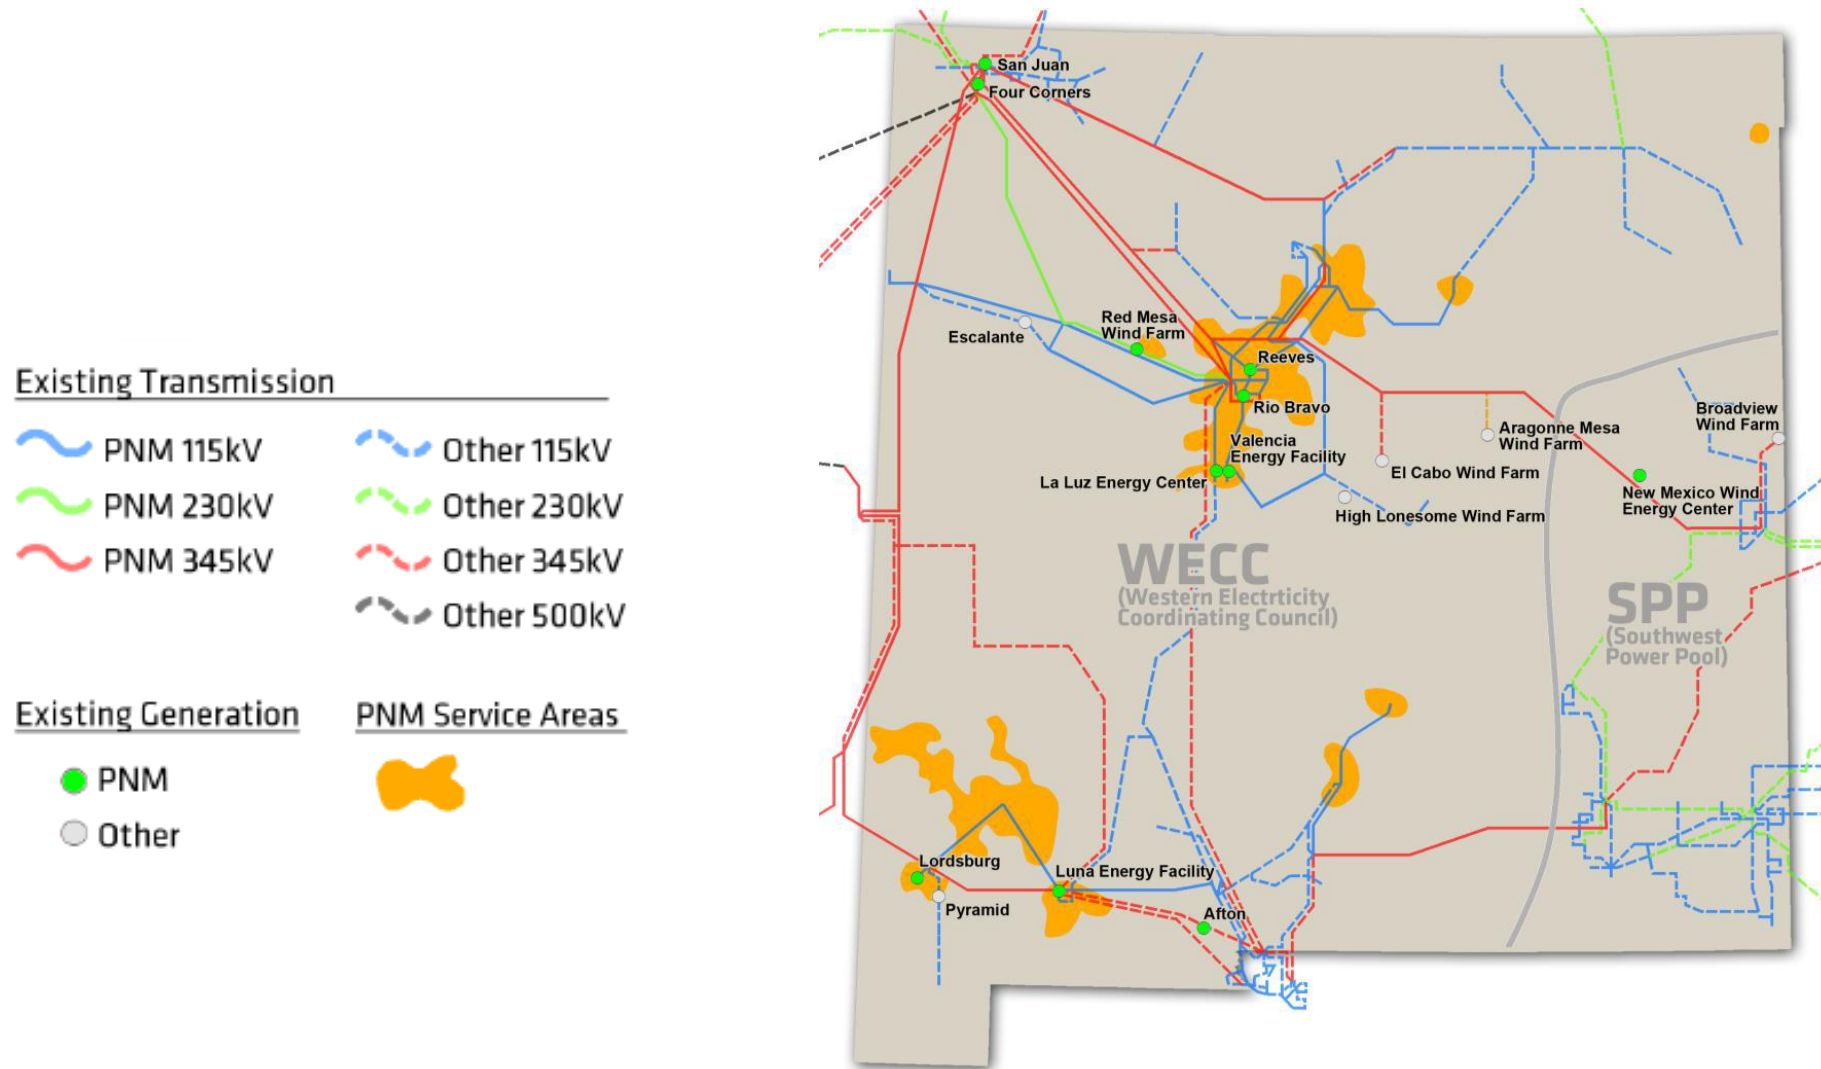 Existing Transmission
PNM 115kV
Other 115kV
PNM 230kV
Other 230kV
PNM 345kV
Other 345kV
Other 500kV
Existing Generation
PNM Service Areas
PNM
Other
San Juan
Four Corners
Red Mesa
Wind Farm
Escalante
Reeves
Rio Bravo
Valencia
Energy Facility
La Luz Energy Center
Aragonne Mesa
Wind Farm
El Cabo Wind Farm
High Lonesome Wind Farm
Broadview
Wind Farm
New Mexico Wind
Energy Center
WECC
(Western Electrticity
Coordinating Council)
SPP
(Southwest
Power Pool)
Lordsburg
Pyramid
Luna Energy Facility
Afton